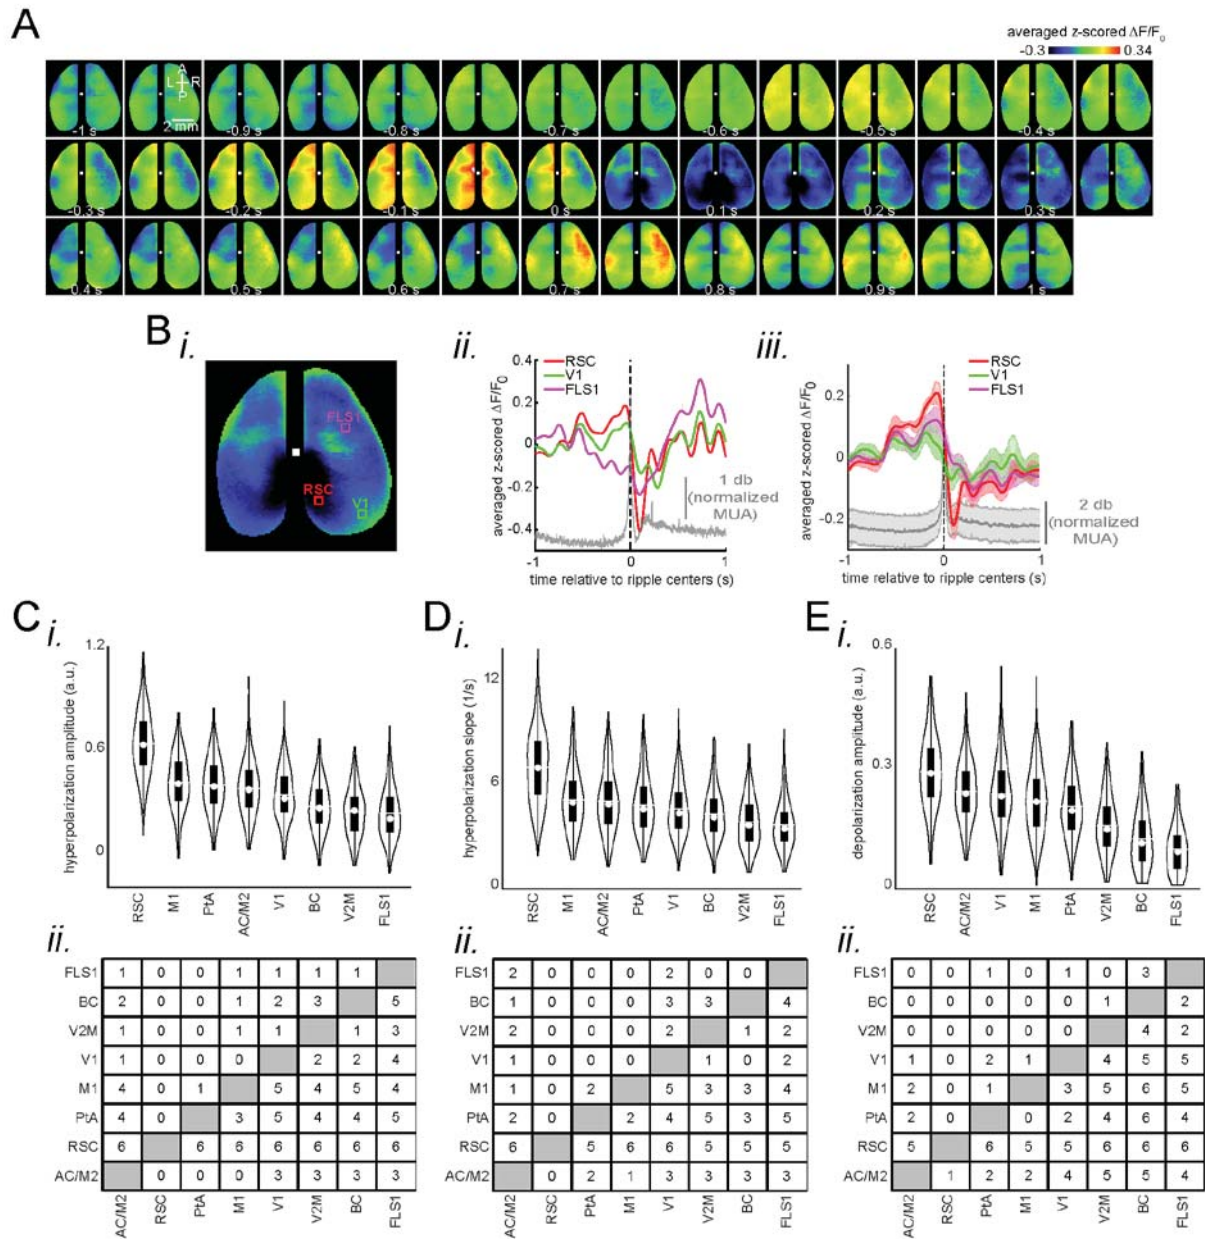 A
averaged z-scored ΔF/F₀
-0.3 0.34
A
L R
P
2 mm
-1 s -0.9 s -0.8 s -0.7 s -0.6 s -0.5 s -0.4 s
-0.3 s -0.2 s -0.1 s 0 s 0.1 s 0.2 s 0.3 s
0.4 s 0.5 s 0.6 s 0.7 s 0.8 s 0.9 s 1 s
B
i.
FLS1
RSC
V1
ii.
averaged z-scored ΔF/F₀
0.4
0.2
0
-0.2
-0.4
RSC
V1
FLS1
1 db
(normalized
MUA)
-1 0 1
time relative to ripple centers (s)
iii.
averaged z-scored ΔF/F₀
0.2
0
-0.2
RSC
V1
FLS1
2 db
(normalized
MUA)
-1 0 1
time relative to ripple centers (s)
C
i.
hyperpolarization amplitude (a.u.)
1.2
0.6
0
RSC M1 PtA AC/M2 V1 BC V2M FLS1
ii.
FLS1 1 0 0 1 1 1 1
BC 2 0 0 1 2 3 5
V2M 1 0 0 1 1 1 3
V1 1 0 0 0 2 2 4
M1 4 0 1 5 4 5 4
PtA 4 0 3 5 4 4 5
RSC 6 6 6 6 6 6 6
AC/M2 0 0 0 3 3 3 3
AC/M2 RSC PtA M1 V1 V2M BC FLS1
D
i.
hyperpolarization slope (1/s)
12
6
0
RSC M1 AC/M2 PtA V1 BC V2M FLS1
ii.
FLS1 2 0 0 0 2 0 0
BC 1 0 0 0 3 3 4
V2M 2 0 0 0 2 1 2
V1 1 0 0 0 1 0 2
M1 1 0 2 5 3 3 4
PtA 2 0 2 4 5 3 5
RSC 6 5 6 6 5 5 5
AC/M2 0 2 1 3 3 3 3
AC/M2 RSC PtA M1 V1 V2M BC FLS1
E
i.
depolarization amplitude (a.u.)
0.6
0.3
0
RSC AC/M2 V1 M1 PtA V2M BC FLS1
ii.
FLS1 0 0 1 0 1 0 3
BC 0 0 0 0 0 1 2
V2M 0 0 0 0 0 4 2
V1 1 0 2 1 4 5 5
M1 2 0 1 3 5 6 5
PtA 2 0 0 2 4 6 4
RSC 5 6 5 5 6 6 6
AC/M2 1 2 2 4 5 5 4
AC/M2 RSC PtA M1 V1 V2M BC FLS1